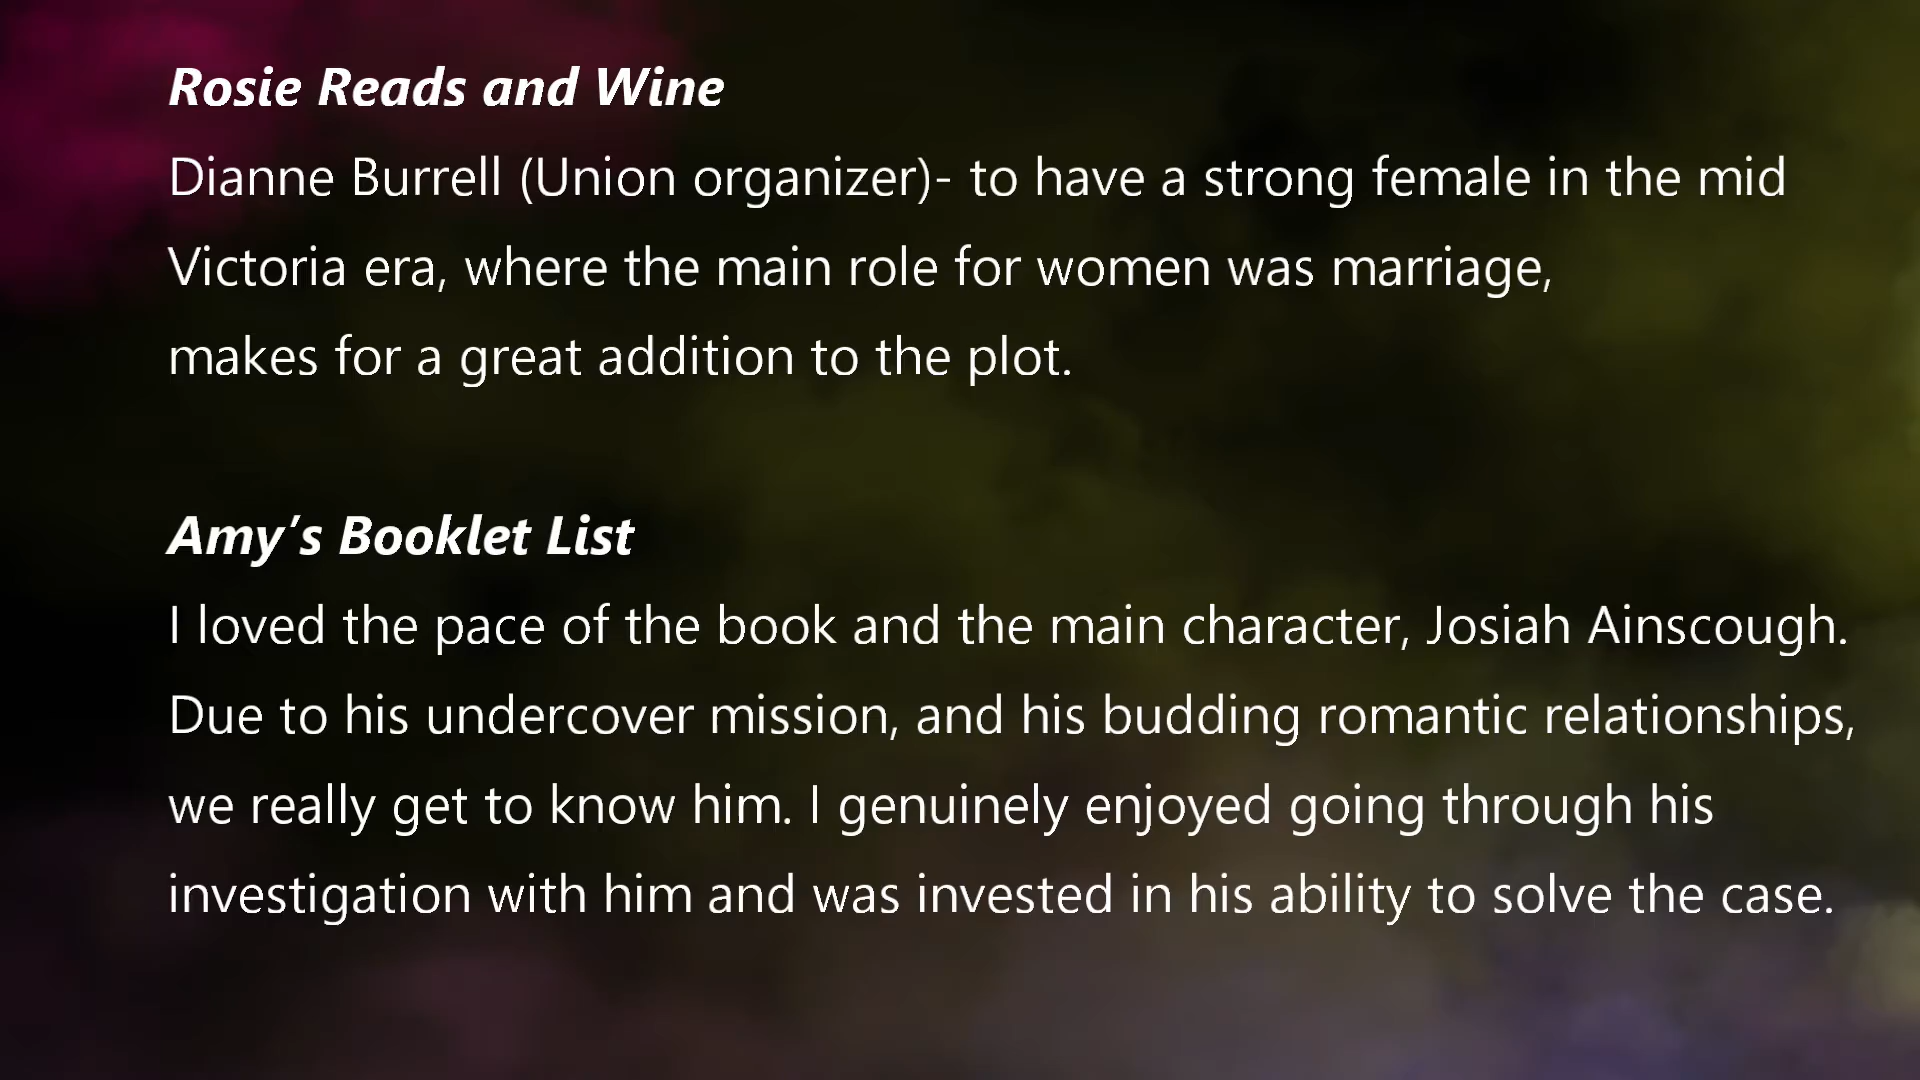 Rosie Reads and Wine
Dianne Burrell (Union organizer)- to have a strong female in the mid
Victoria era, where the main role for women was marriage,
makes for a great addition to the plot.
Amy’s Booklet List
I loved the pace of the book and the main character, Josiah Ainscough.
Due to his undercover mission, and his budding romantic relationships,
we really get to know him. I genuinely enjoyed going through his
investigation with him and was invested in his ability to solve the case.